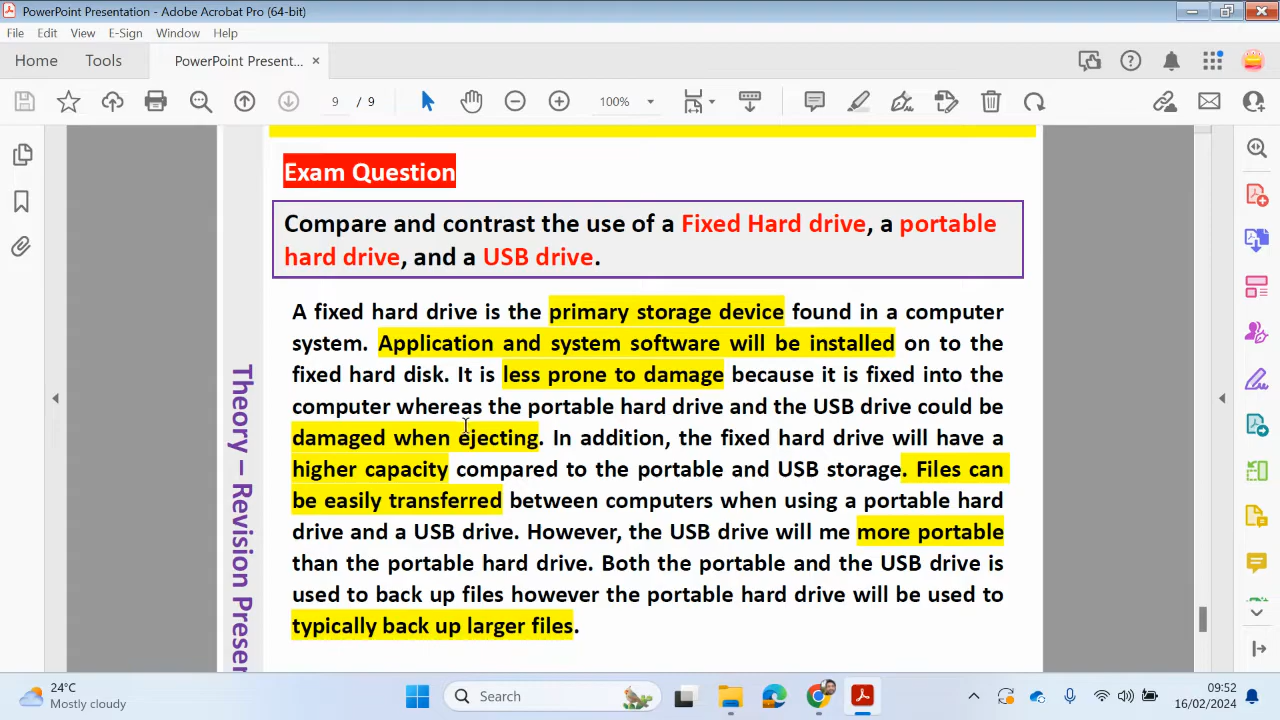 PowerPoint Presentation - Adobe Acrobat Pro (64-bit)
File Edit View E-Sign Window Help
Home Tools PowerPoint Present... ×
9 / 9 100%
Exam Question
Compare and contrast the use of a Fixed Hard drive, a portable
hard drive, and a USB drive.
A fixed hard drive is the primary storage device found in a computer
system. Application and system software will be installed on to the
fixed hard disk. It is less prone to damage because it is fixed into the
computer whereas the portable hard drive and the USB drive could be
damaged when ejecting. In addition, the fixed hard drive will have a
higher capacity compared to the portable and USB storage. Files can
be easily transferred between computers when using a portable hard
drive and a USB drive. However, the USB drive will me more portable
than the portable hard drive. Both the portable and the USB drive is
used to back up files however the portable hard drive will be used to
typically back up larger files.
Theory – Revision Presen
24°C
Mostly cloudy
Search
09:52
16/02/2024